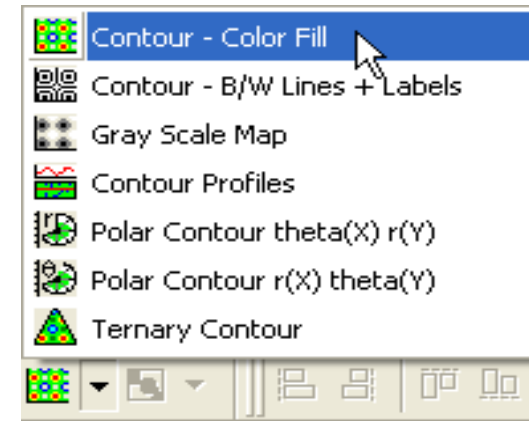 Contour - Color Fill
Contour - B/W Lines + Labels
Gray Scale Map
Contour Profiles
Polar Contour theta(X) r(Y)
Polar Contour r(X) theta(Y)
Ternary Contour